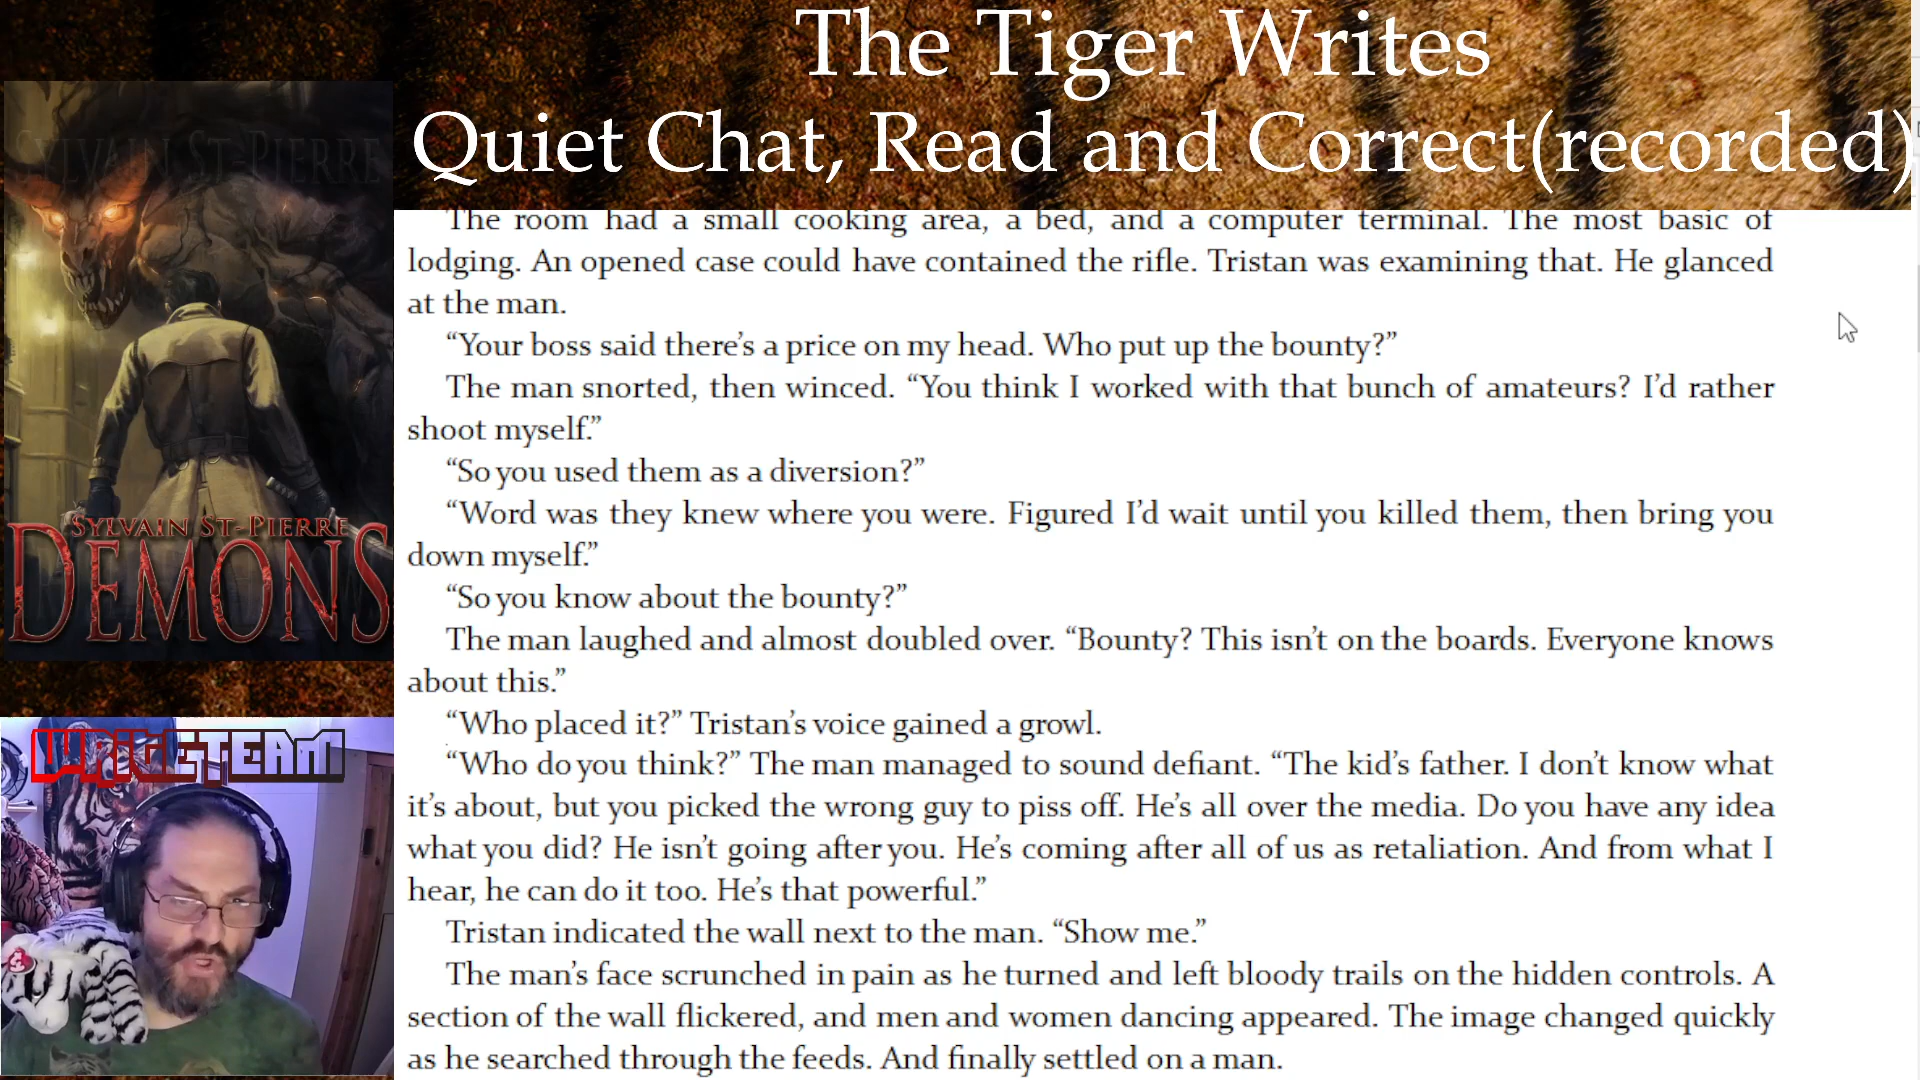 The Tiger Writes
Quiet Chat, Read and Correct(recorded)
SYLVAIN ST-PIERRE
SYLVAIN ST-PIERRE
DEMONS
WRITETEAM
The room had a small cooking area, a bed, and a computer terminal. The most basic of
lodging. An opened case could have contained the rifle. Tristan was examining that. He glanced
at the man.
“Your boss said there’s a price on my head. Who put up the bounty?”
The man snorted, then winced. “You think I worked with that bunch of amateurs? I’d rather
shoot myself.”
“So you used them as a diversion?”
“Word was they knew where you were. Figured I’d wait until you killed them, then bring you
down myself.”
“So you know about the bounty?”
The man laughed and almost doubled over. “Bounty? This isn’t on the boards. Everyone knows
about this.”
“Who placed it?” Tristan’s voice gained a growl.
“Who do you think?” The man managed to sound defiant. “The kid’s father. I don’t know what
it’s about, but you picked the wrong guy to piss off. He’s all over the media. Do you have any idea
what you did? He isn’t going after you. He’s coming after all of us as retaliation. And from what I
hear, he can do it too. He’s that powerful.”
Tristan indicated the wall next to the man. “Show me.”
The man’s face scrunched in pain as he turned and left bloody trails on the hidden controls. A
section of the wall flickered, and men and women dancing appeared. The image changed quickly
as he searched through the feeds. And finally settled on a man.